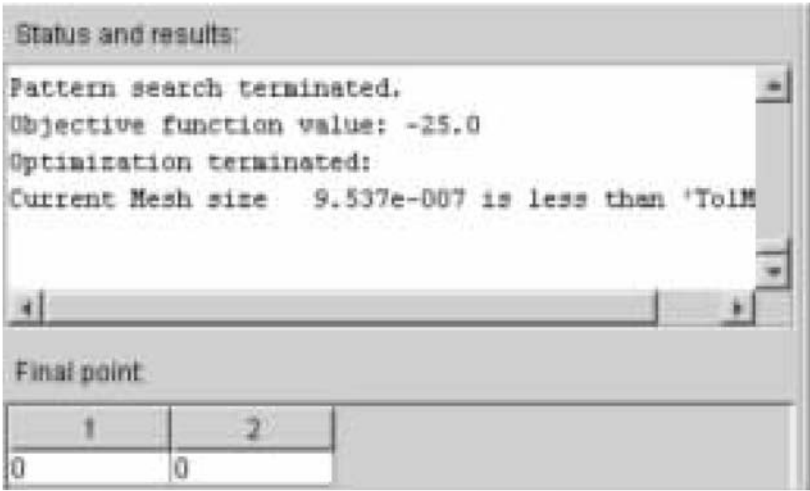 Status and results:
Pattern search terminated.
Objective function value: -25.0
Optimization terminated:
Current Mesh size 9.537e-007 is less than 'TolM
Final point:
1 2
0 0